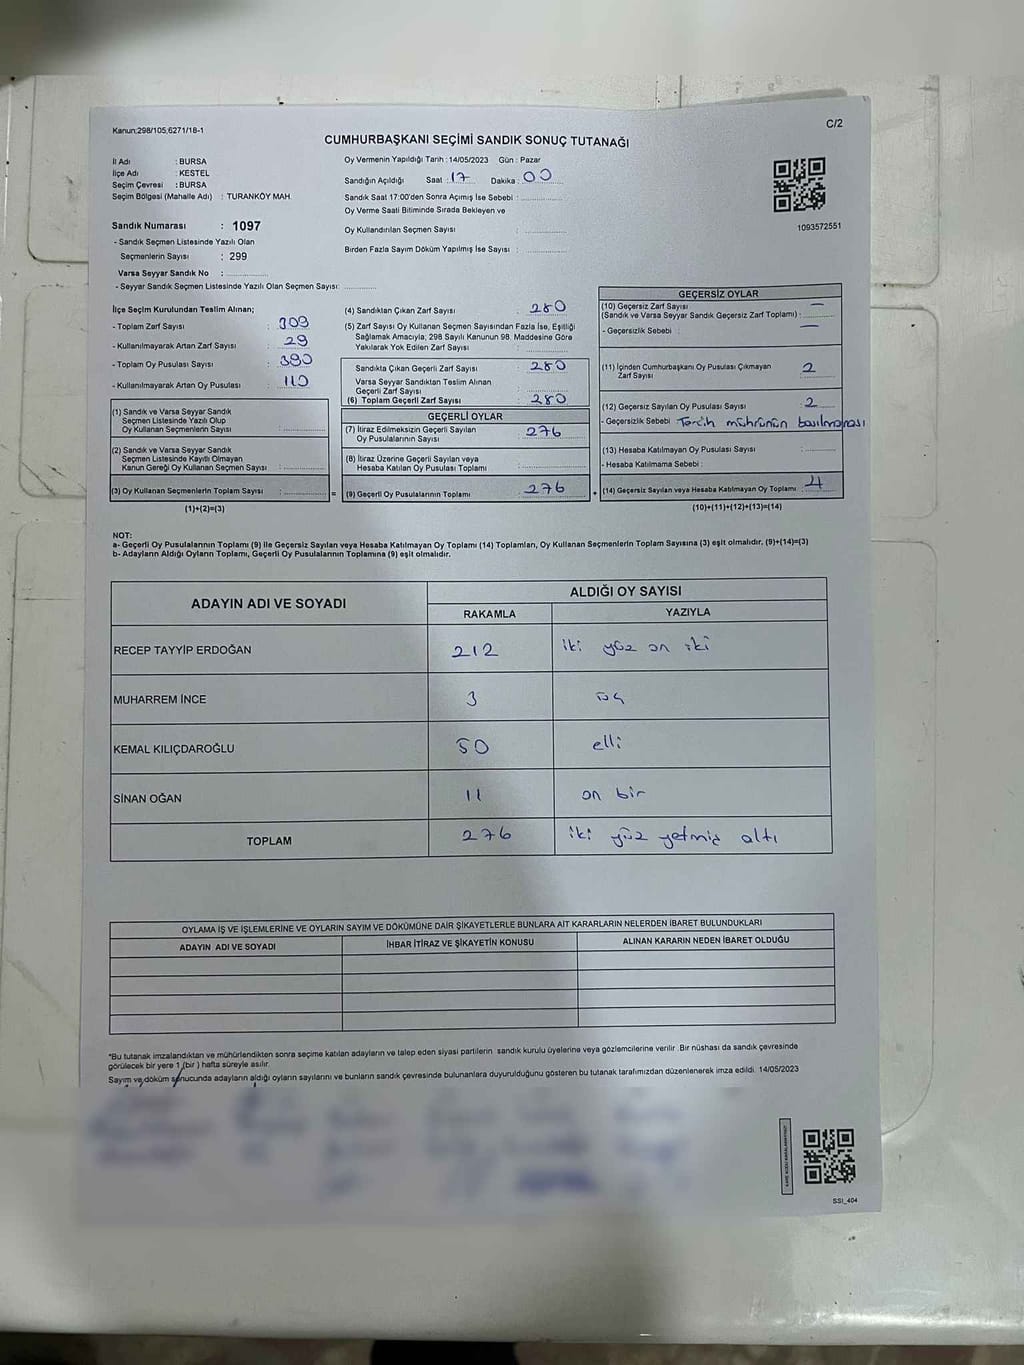 Kanun:298/105,6271/18-1
C/2
CUMHURBAŞKANI SEÇİMİ SANDIK SONUÇ TUTANAĞI
İl Adı : BURSA
İlçe Adı : KESTEL
Seçim Çevresi : BURSA
Seçim Bölgesi (Mahalle Adı) : TURANKÖY MAH.
Sandık Numarası : 1097
- Sandık Seçmen Listesinde Yazılı Olan
Seçmenlerin Sayısı : 299
Varsa Seyyar Sandık No :
- Seyyar Sandık Seçmen Listesinde Yazılı Olan Seçmen Sayısı:
Oy Vermenin Yapıldığı Tarih : 14/05/2023 Gün : Pazar
Sandığın Açıldığı Saat : 17 Dakika : 00
Sandık Saat 17:00'den Sonra Açımış İse Sebebi :
Oy Verme Saati Bitiminde Sırada Bekleyen ve
Oy Kullandırılan Seçmen Sayısı :
Birden Fazla Sayım Döküm Yapılmış İse Sayısı :
1093572551
İlçe Seçim Kurulundan Teslim Alınan;
- Toplam Zarf Sayısı : 309
- Kullanılmayarak Artan Zarf Sayısı : 29
- Toplam Oy Pusulası Sayısı : 390
- Kullanılmayarak Artan Oy Pusulası : 110
(1) Sandık ve Varsa Seyyar Sandık
Seçmen Listesinde Yazılı Olup
Oy Kullanan Seçmenlerin Sayısı :
(2) Sandık ve Varsa Seyyar Sandık
Seçmen Listesinde Kayıtlı Olmayan
Kanun Gereği Oy Kullanan Seçmen Sayısı :
(3) Oy Kullanan Seçmenlerin Toplam Sayısı : =
(1)+(2)=(3)
(4) Sandıktan Çıkan Zarf Sayısı : 280
(5) Zarf Sayısı Oy Kullanan Seçmen Sayısından Fazla İse, Eşitliği
Sağlamak Amacıyla; 298 Sayılı Kanunun 98. Maddesine Göre
Yakılarak Yok Edilen Zarf Sayısı :
Sandıkta Çıkan Geçerli Zarf Sayısı : 280
Varsa Seyyar Sandıktan Teslim Alınan
Geçerli Zarf Sayısı :
(6) Toplam Geçerli Zarf Sayısı : 280
GEÇERLİ OYLAR
(7) İtiraz Edilmeksizin Geçerli Sayılan
Oy Pusulalarının Sayısı : 276
(8) İtiraz Üzerine Geçerli Sayılan veya
Hesaba Katılan Oy Pusulası Toplamı :
(9) Geçerli Oy Pusulalarının Toplamı : 276 +
GEÇERSİZ OYLAR
(10) Geçersiz Zarf Sayısı —
(Sandık ve Varsa Seyyar Sandık Geçersiz Zarf Toplamı) :
- Geçersizlik Sebebi : —
(11) İçinden Cumhurbaşkanı Oy Pusulası Çıkmayan
Zarf Sayısı : 2
(12) Geçersiz Sayılan Oy Pusulası Sayısı : 2
- Geçersizlik Sebebi : Tercih mührünün basılmaması
(13) Hesaba Katılmayan Oy Pusulası Sayısı :
- Hesaba Katılmama Sebebi :
(14) Geçersiz Sayılan veya Hesaba Katılmayan Oy Toplamı : 4
(10)+(11)+(12)+(13)=(14)
NOT:
a- Geçerli Oy Pusulalarının Toplamı (9) ile Geçersiz Sayılan veya Hesaba Katılmayan Oy Toplamı (14) Toplamları, Oy Kullanan Seçmenlerin Toplam Sayısına (3) eşit olmalıdır. (9)+(14)=(3)
b- Adayların Aldığı Oyların Toplamı, Geçerli Oy Pusulalarının Toplamına (9) eşit olmalıdır.
ADAYIN ADI VE SOYADI
ALDIĞI OY SAYISI
RAKAMLA YAZIYLA
RECEP TAYYİP ERDOĞAN 212 iki yüz on iki
MUHARREM İNCE 3 üç
KEMAL KILIÇDAROĞLU 50 elli
SİNAN OĞAN 11 on bir
TOPLAM 276 iki yüz yetmiş altı
OYLAMA İŞ VE İŞLEMLERİNE VE OYLARIN SAYIM VE DÖKÜMÜNE DAİR ŞİKAYETLERLE BUNLARA AİT KARARLARIN NELERDEN İBARET BULUNDUKLARI
ADAYIN ADI VE SOYADI İHBAR İTİRAZ VE ŞİKAYETİN KONUSU ALINAN KARARIN NEDEN İBARET OLDUĞU
*Bu tutanak imzalandıktan ve mühürlendikten sonra seçime katılan adayların ve talep eden siyasi partilerin sandık kurulu üyelerine veya gözlemcilerine verilir .Bir nüshası da sandık çevresinde
görülecek bir yere 1 (bir ) hafta süreyle asılır.
Sayım ve döküm sonucunda adayların aldığı oyların sayılarını ve bunların sandık çevresinde bulunanlara duyurulduğunu gösteren bu tutanak tarafımızdan düzenlenerek imza edildi. 14/05/2023
SSI_404